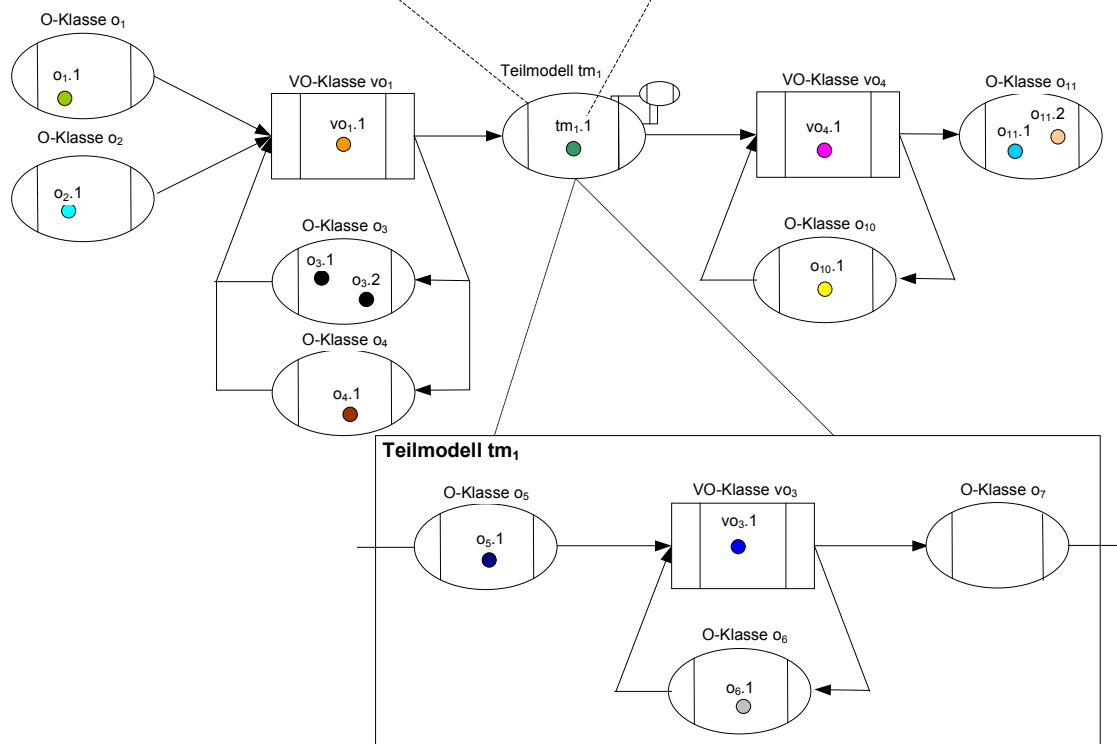 O-Klasse o₁
o₁.1
O-Klasse o₂
o₂.1
VO-Klasse vo₁
vo₁.1
O-Klasse o₃
o₃.1
o₃.2
O-Klasse o₄
o₄.1
Teilmodell tm₁
tm₁.1
VO-Klasse vo₄
vo₄.1
O-Klasse o₁₀
o₁₀.1
O-Klasse o₁₁
o₁₁.1
o₁₁.2
Teilmodell tm₁
O-Klasse o₅
o₅.1
VO-Klasse vo₃
vo₃.1
O-Klasse o₆
o₆.1
O-Klasse o₇